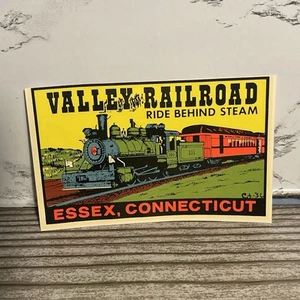 VALLEY RAILROAD
RIDE BEHIND STEAM
ESSEX, CONNECTICUT